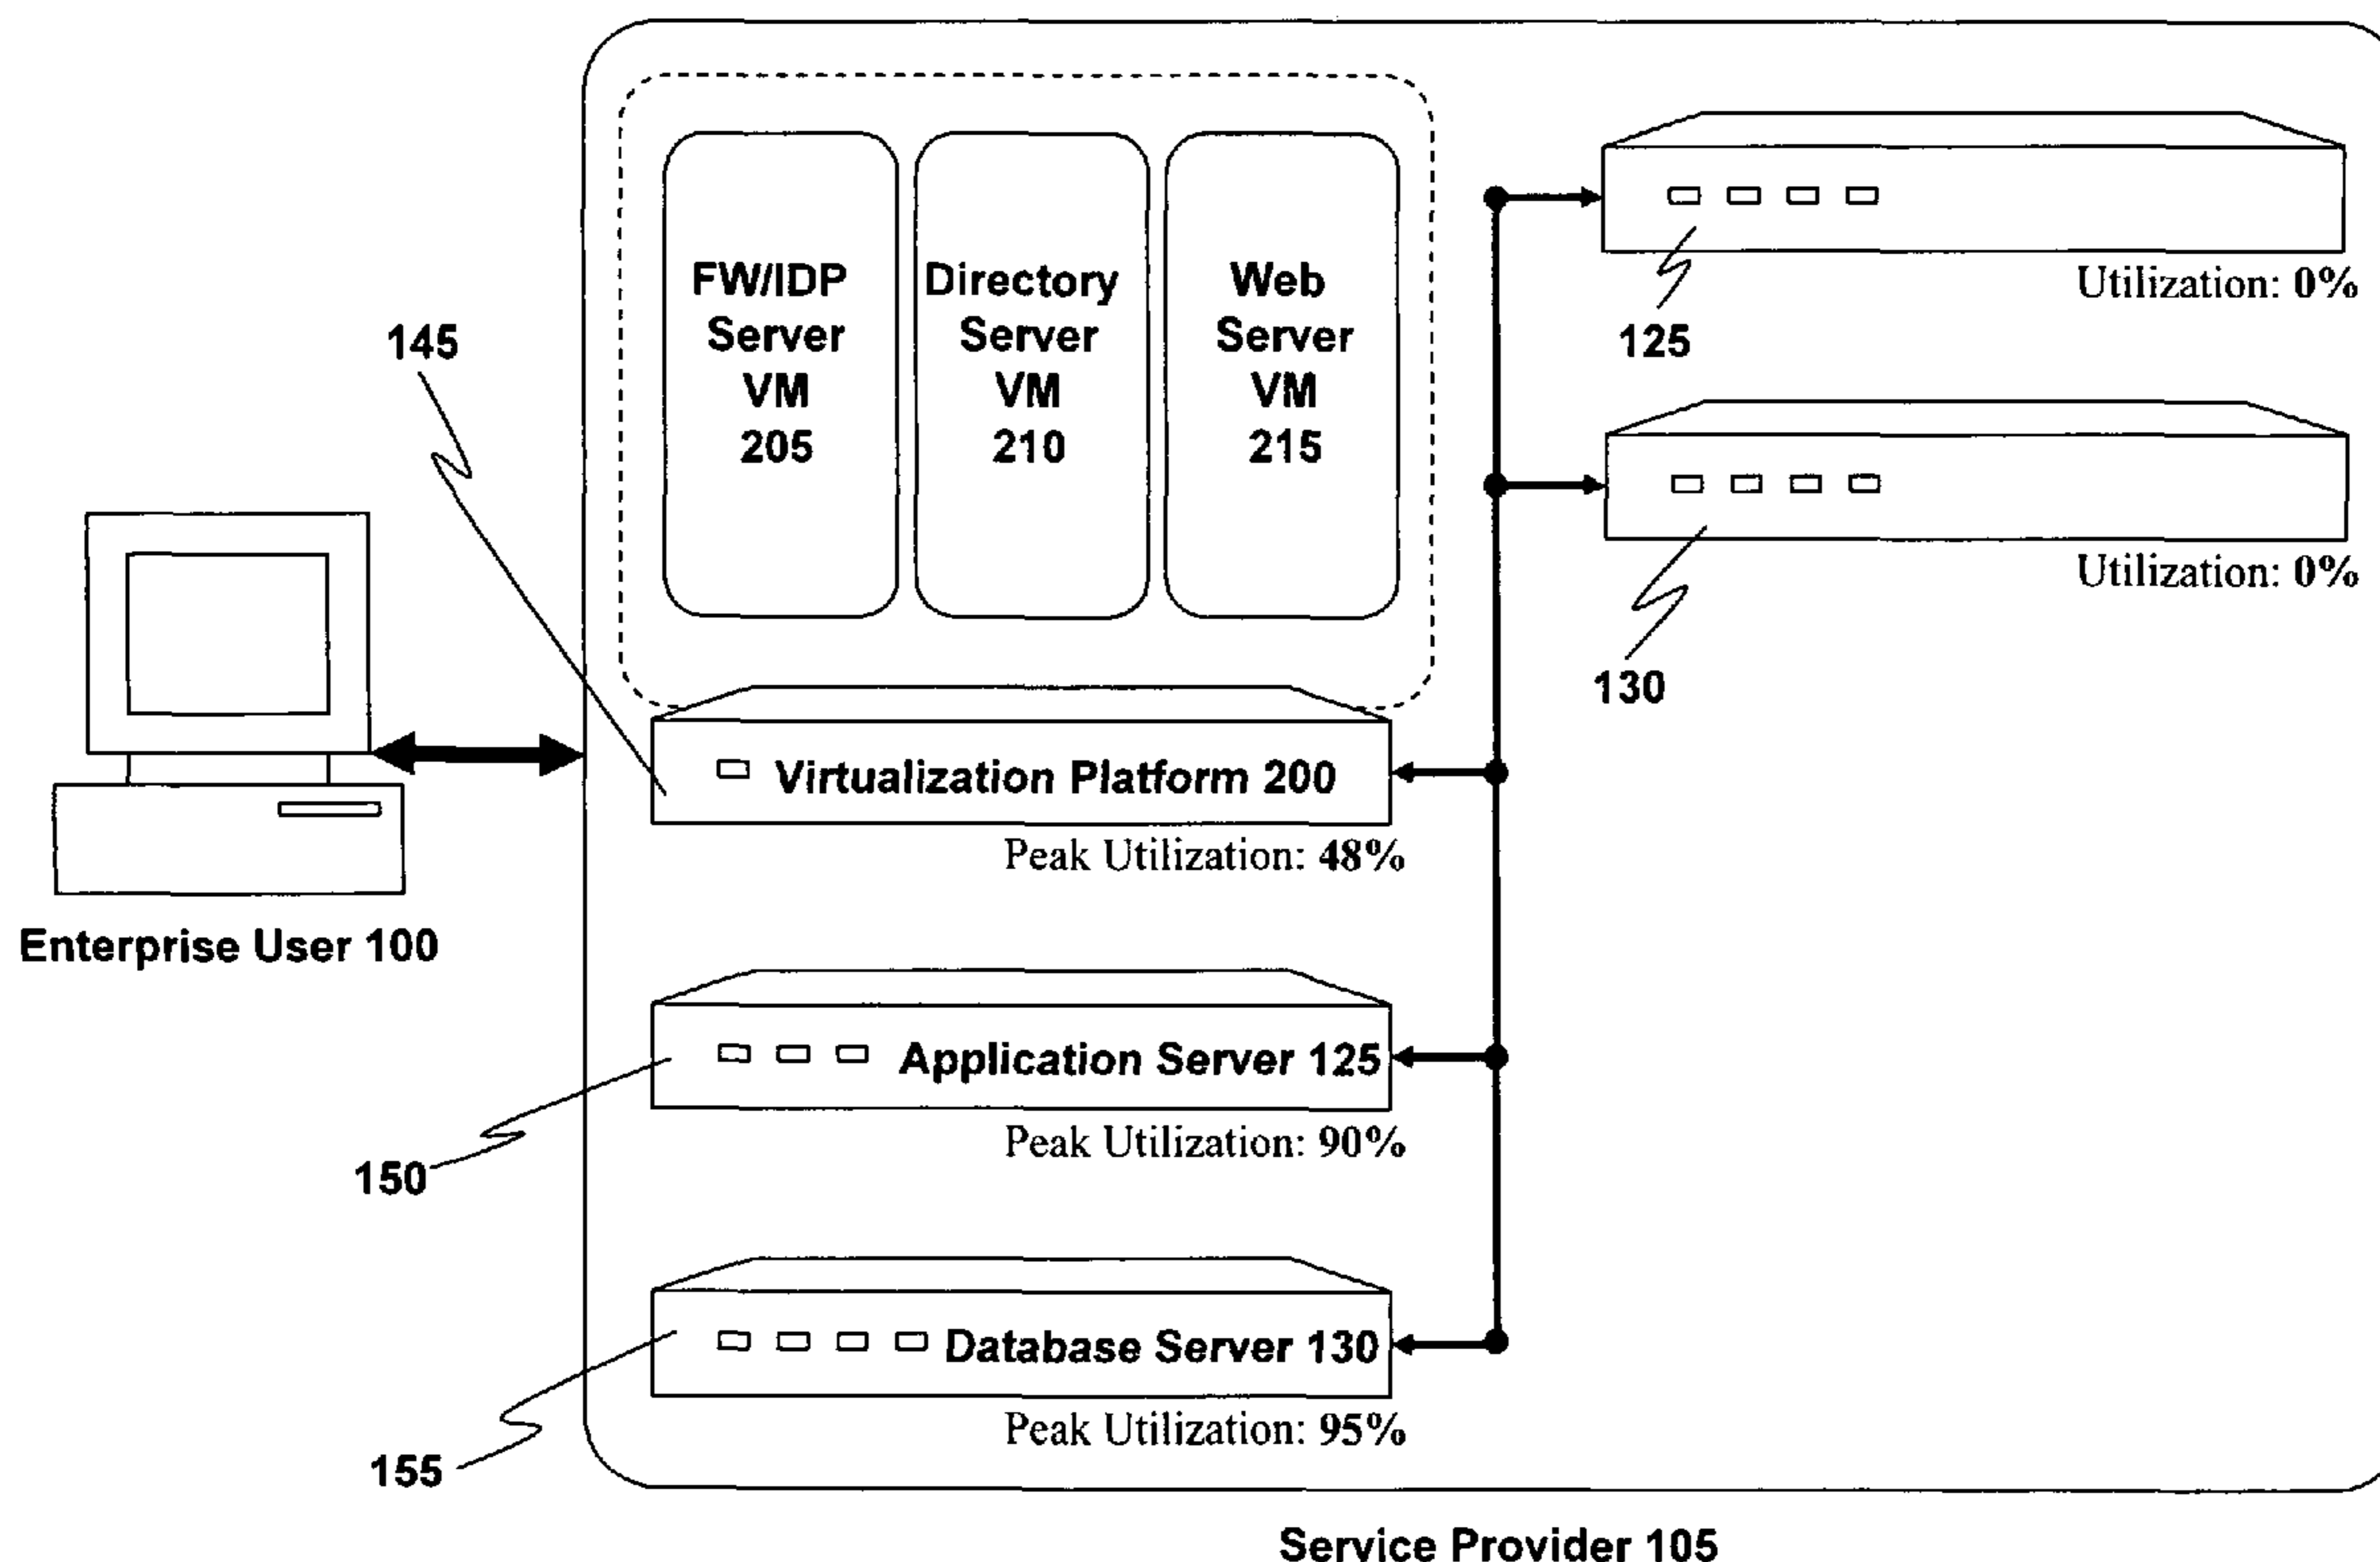 FW/IDP
Server
VM
205
Directory
Server
VM
210
Web
Server
VM
215
Utilization: 0%
125
145
Utilization: 0%
130
Virtualization Platform 200
Peak Utilization: 48%
Enterprise User 100
Application Server 125
Peak Utilization: 90%
150
Database Server 130
Peak Utilization: 95%
155
Service Provider 105